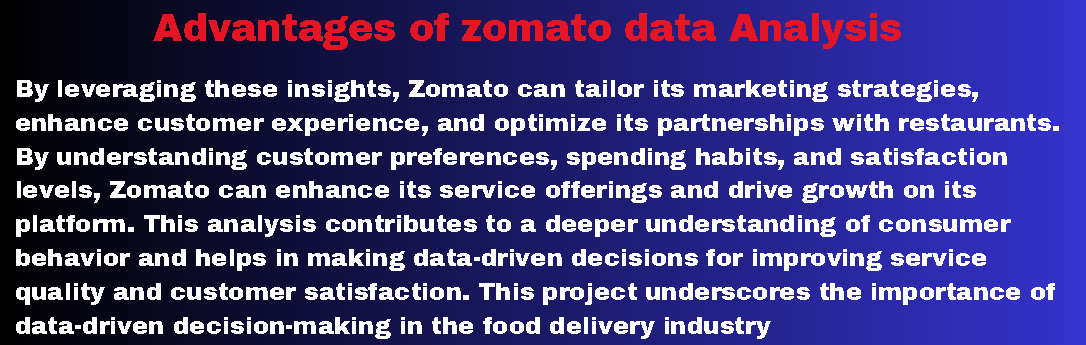 Advantages of zomato data Analysis
By leveraging these insights, Zomato can tailor its marketing strategies,
enhance customer experience, and optimize its partnerships with restaurants.
By understanding customer preferences, spending habits, and satisfaction
levels, Zomato can enhance its service offerings and drive growth on its
platform. This analysis contributes to a deeper understanding of consumer
behavior and helps in making data-driven decisions for improving service
quality and customer satisfaction. This project underscores the importance of
data-driven decision-making in the food delivery industry